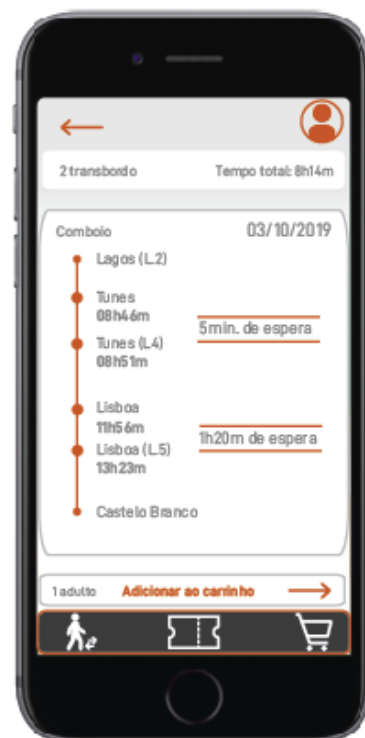 2 transbordo Tempo total: 8h14m
Comboio 03/10/2019
Lagos (L.2)
Tunes
08h46m
5min. de espera
Tunes (L4)
08h51m
Lisboa
11h56m
1h20m de espera
Lisboa (L.5)
13h23m
Castelo Branco
1 adulto Adicionar ao carrinho